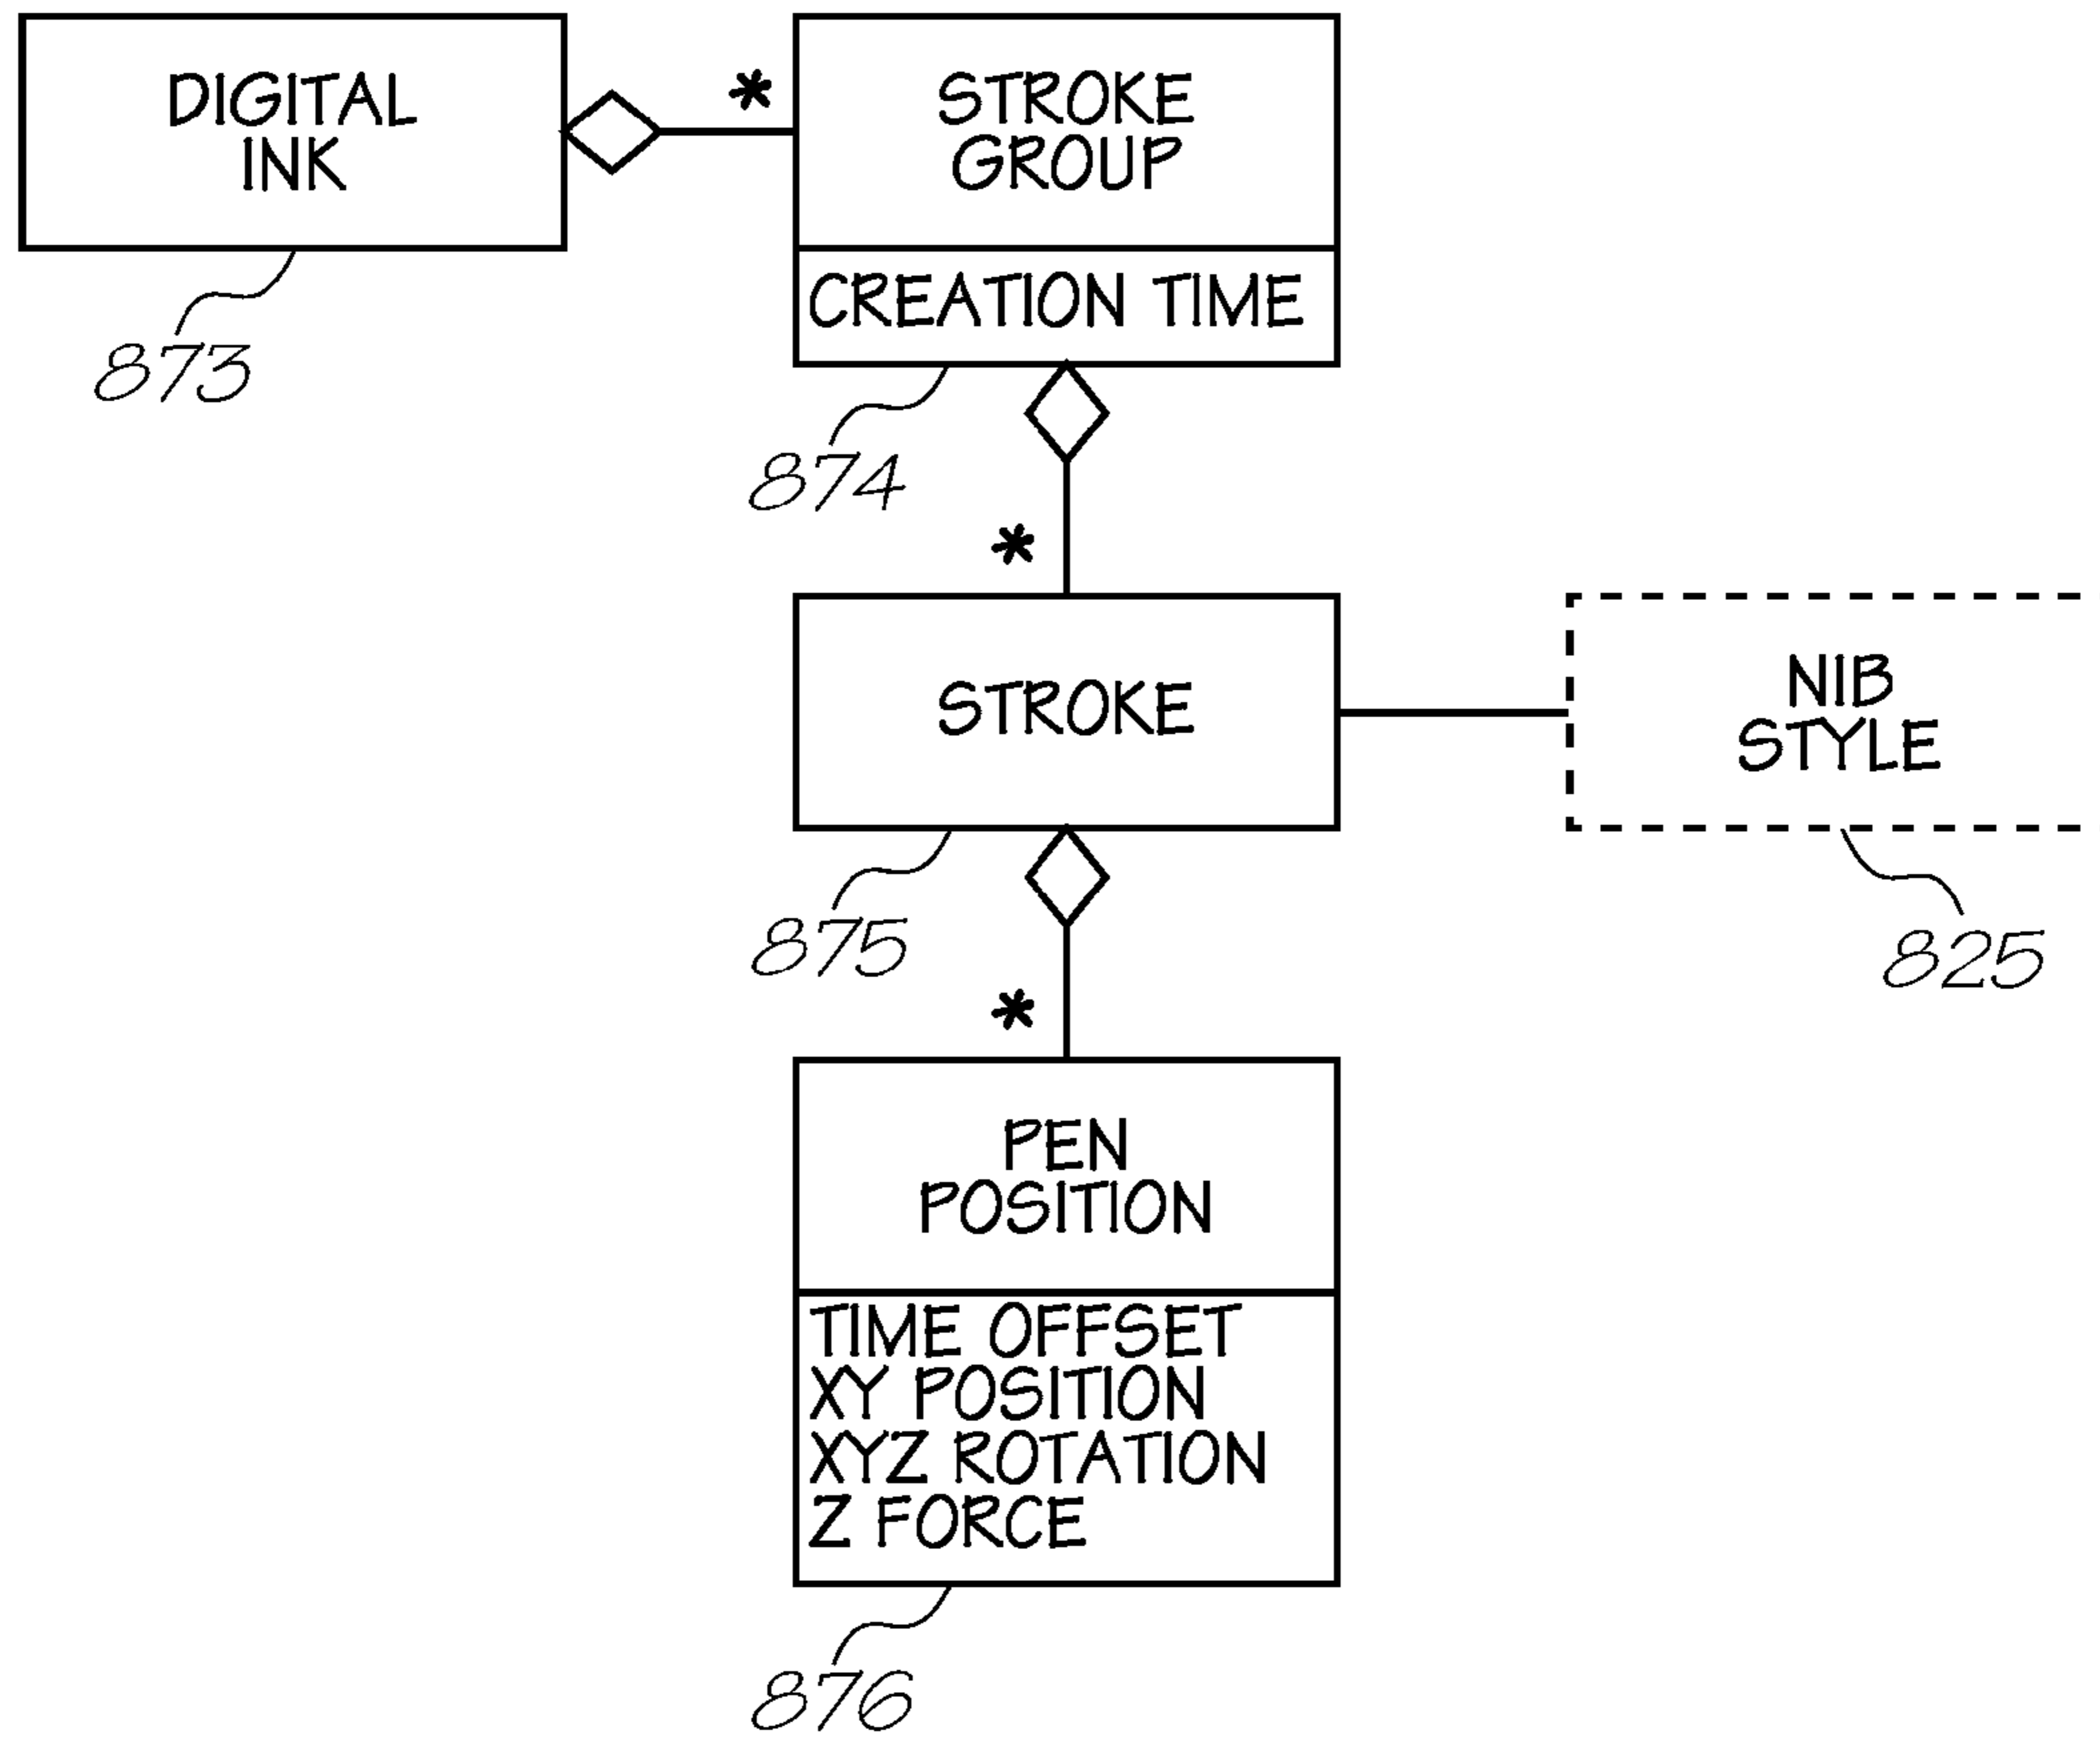 DIGITAL
INK
*
STROKE
GROUP
CREATION TIME
873
874
*
STROKE
NIB
STYLE
875
825
*
PEN
POSITION
TIME OFFSET
XY POSITION
XYZ ROTATION
Z FORCE
876